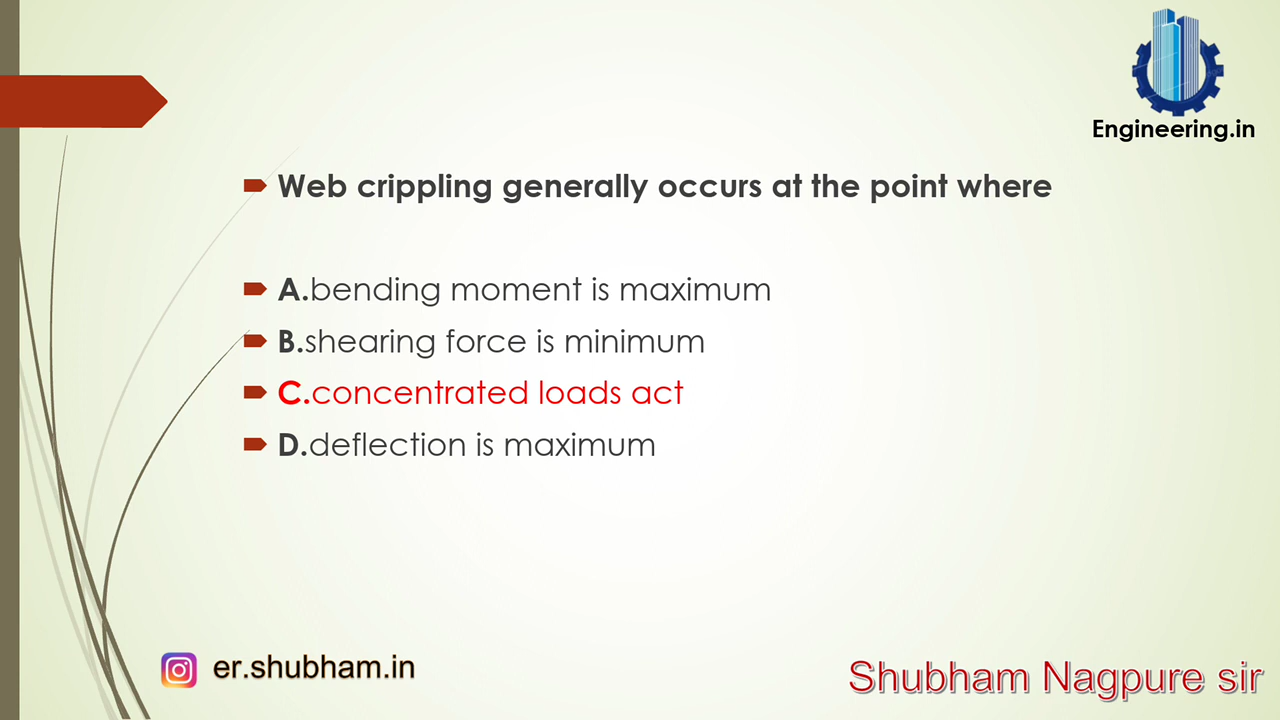 Engineering.in
Web crippling generally occurs at the point where
A.bending moment is maximum
B.shearing force is minimum
C.concentrated loads act
D.deflection is maximum
er.shubham.in
Shubham Nagpure sir